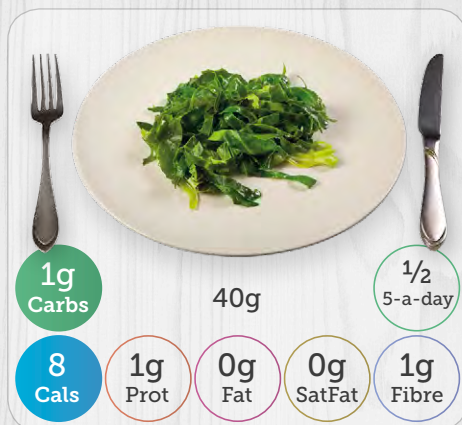 1g
Carbs
40g
½
5-a-day
8
Cals
1g
Prot
0g
Fat
0g
SatFat
1g
Fibre